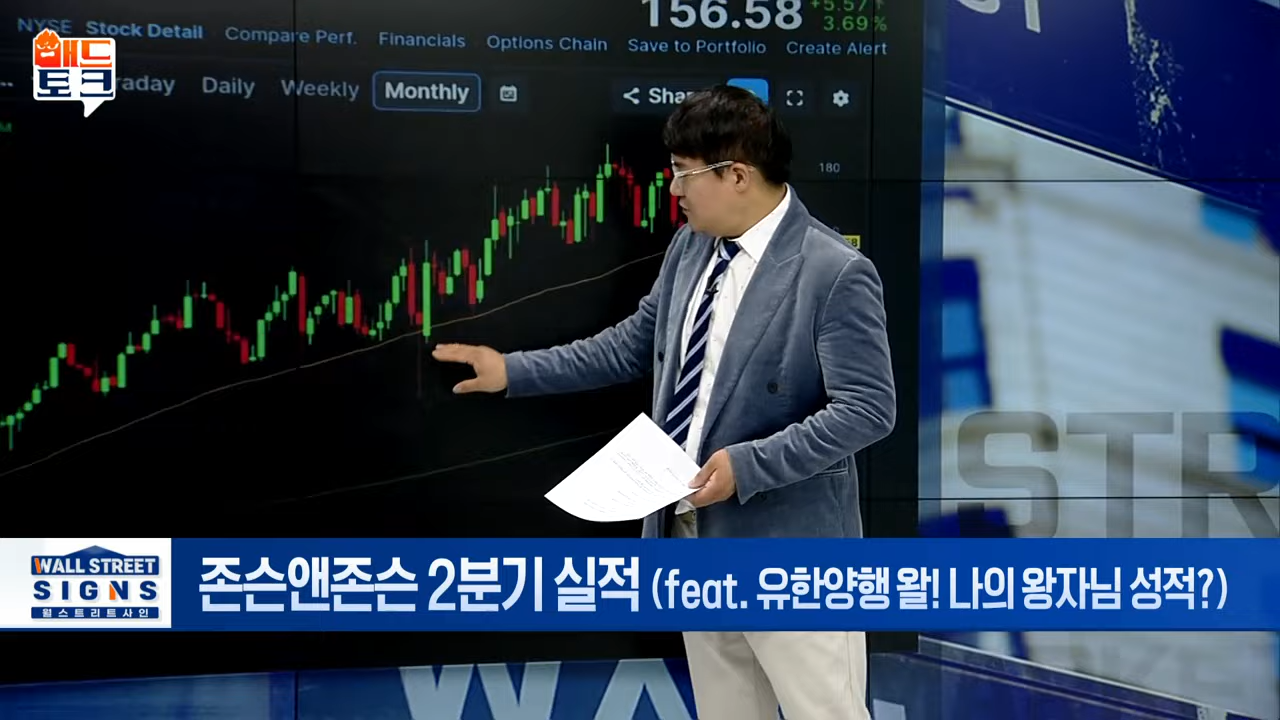 156.58
+5.57
3.69%
NYSE Stock Detail Compare Perf. Financials Options Chain Save to Portfolio Create Alert
매드
토크
Daily Weekly Monthly
180
STR
WALL STREET
SIGNS
월스트리트사인
존슨앤존슨 2분기 실적 (feat. 유한양행 왈! 나의 왕자님 성적?)